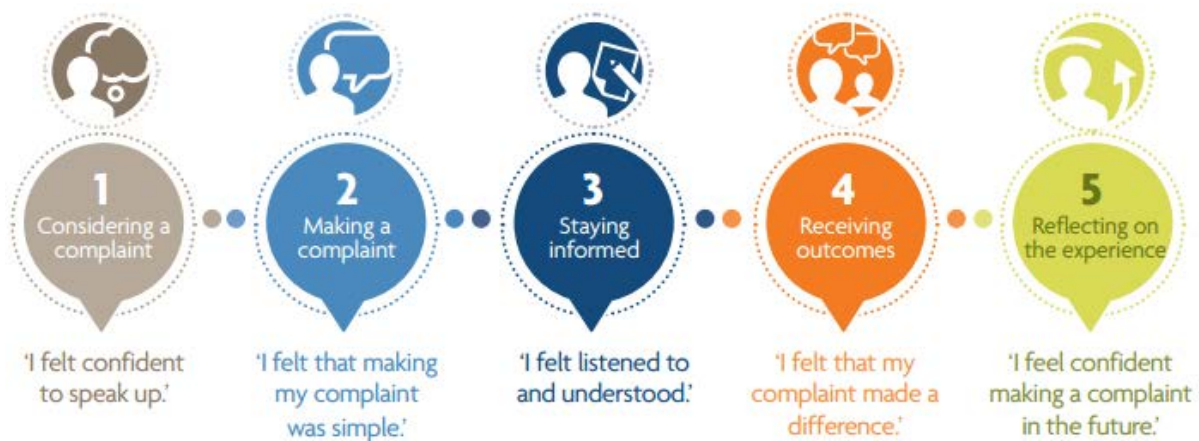 1
Considering a
complaint
2
Making a
complaint
3
Staying
informed
4
Receiving
outcomes
5
Reflecting on
the experience
'I felt confident
to speak up.'
'I felt that making
my complaint
was simple.'
'I felt listened to
and understood.'
'I felt that my
complaint made a
difference.'
'I feel confident
making a complaint
in the future.'